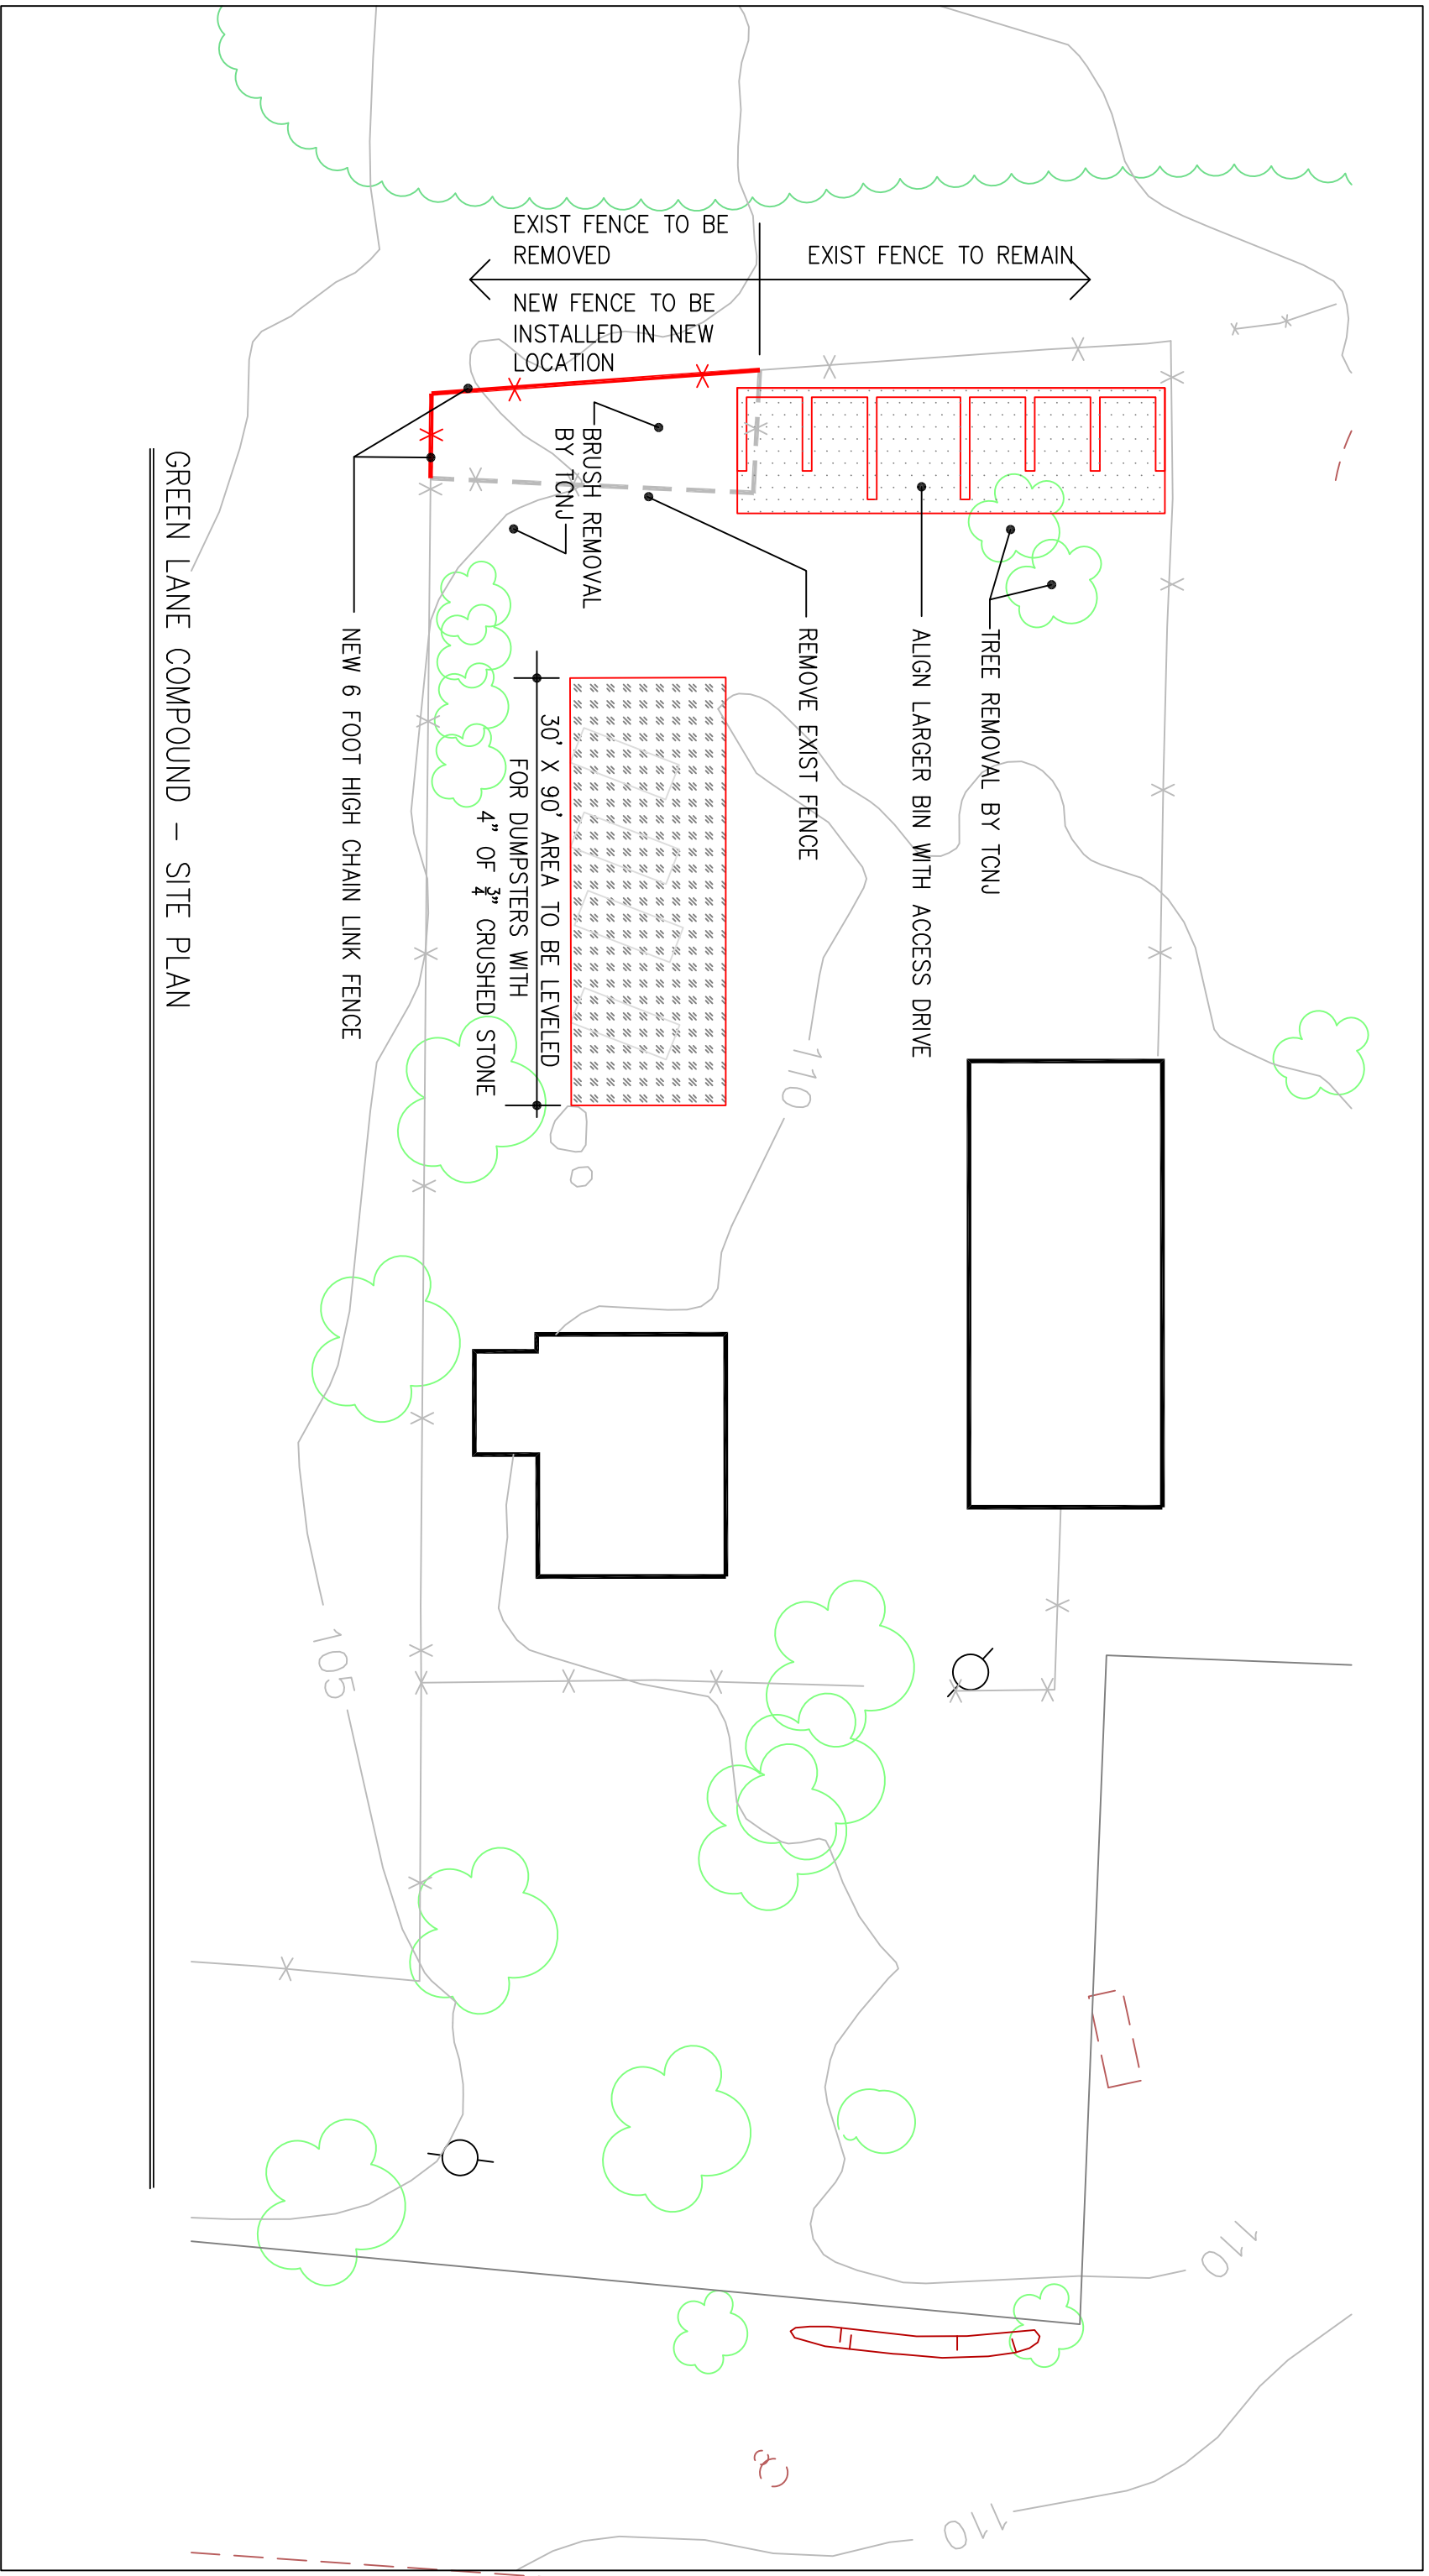 EXIST FENCE TO BE
REMOVED
EXIST FENCE TO REMAIN
NEW FENCE TO BE
INSTALLED IN NEW
LOCATION
BRUSH REMOVAL
BY TCNJ
TREE REMOVAL BY TCNJ
ALIGN LARGER BIN WITH ACCESS DRIVE
REMOVE EXIST FENCE
30' X 90' AREA TO BE LEVELED
FOR DUMPSTERS WITH
4" OF 3/4" CRUSHED STONE
NEW 6 FOOT HIGH CHAIN LINK FENCE
GREEN LANE COMPOUND - SITE PLAN
110
105
110
110